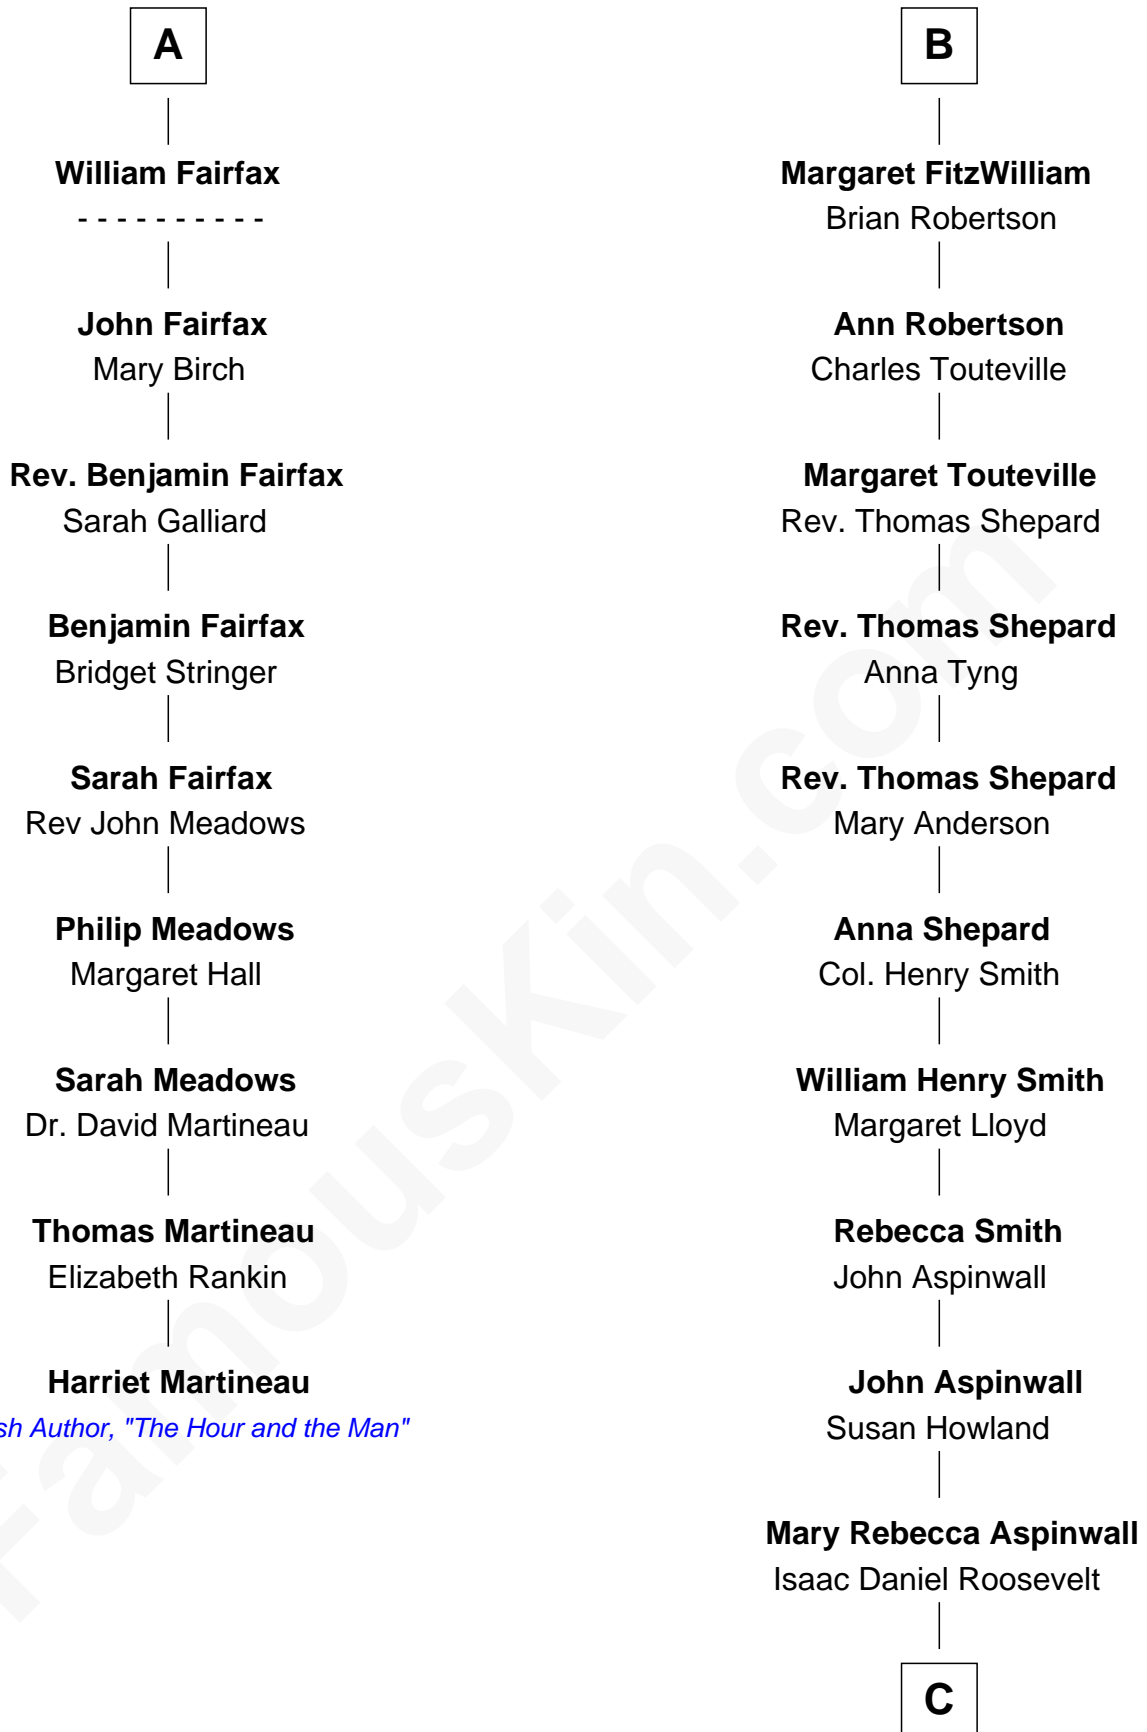 A
William Fairfax
- - - - - - - - - -
John Fairfax
Mary Birch
Rev. Benjamin Fairfax
Sarah Galliard
Benjamin Fairfax
Bridget Stringer
Sarah Fairfax
Rev John Meadows
Philip Meadows
Margaret Hall
Sarah Meadows
Dr. David Martineau
Thomas Martineau
Elizabeth Rankin
Harriet Martineau
sh Author, "The Hour and the Man"
B
Margaret FitzWilliam
Brian Robertson
Ann Robertson
Charles Touteville
Margaret Touteville
Rev. Thomas Shepard
Rev. Thomas Shepard
Anna Tyng
Rev. Thomas Shepard
Mary Anderson
Anna Shepard
Col. Henry Smith
William Henry Smith
Margaret Lloyd
Rebecca Smith
John Aspinwall
John Aspinwall
Susan Howland
Mary Rebecca Aspinwall
Isaac Daniel Roosevelt
C
FamousKin.com